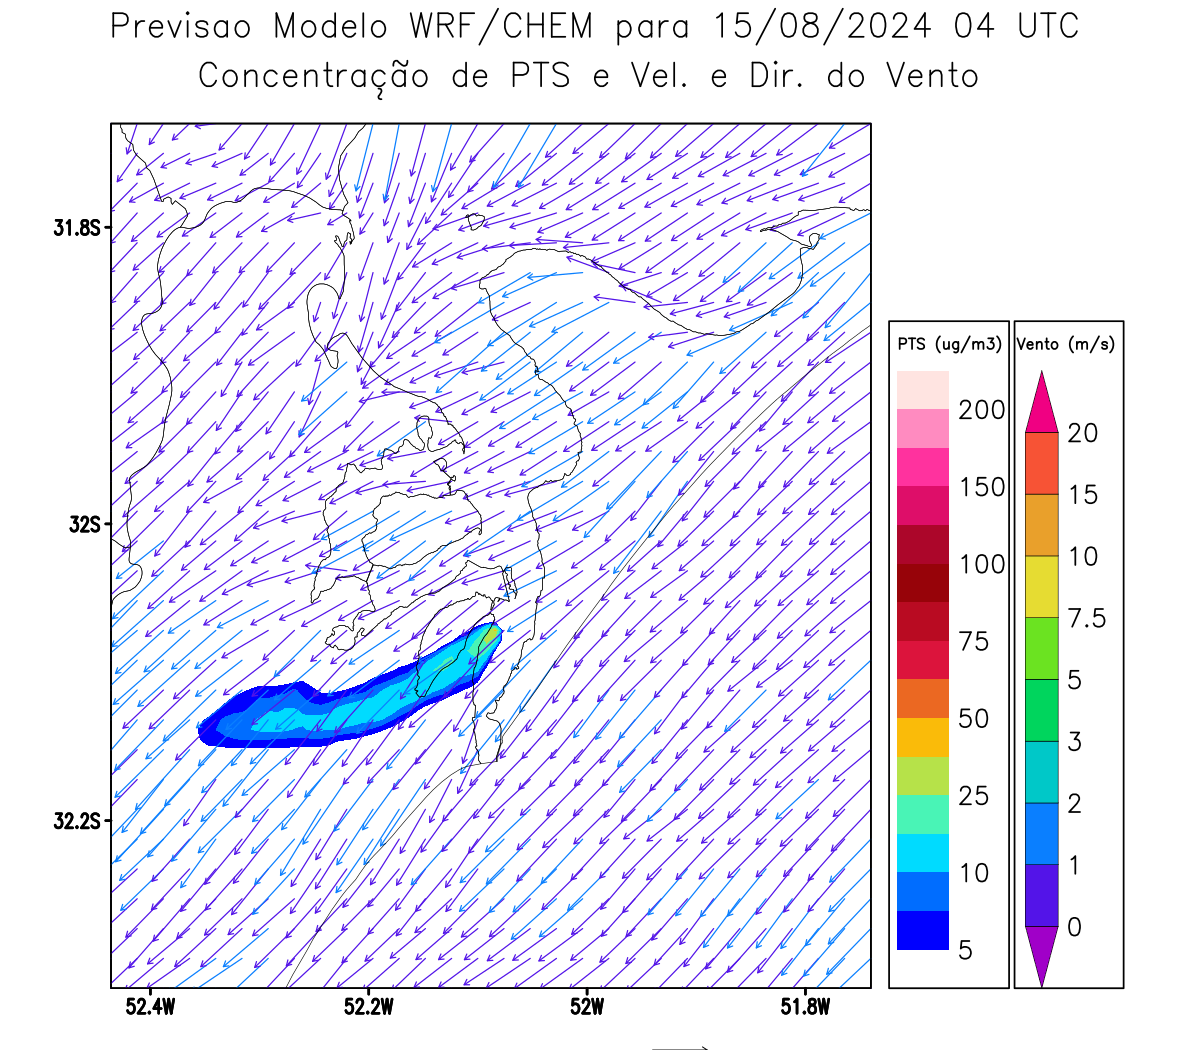 Previsao Modelo WRF/CHEM para 15/08/2024 04 UTC
Concentração de PTS e Vel. e Dir. do Vento
31.8S
32S
32.2S
52.4W
52.2W
52W
51.8W
PTS (ug/m3)
200
150
100
75
50
25
10
5
Vento (m/s)
20
15
10
7.5
5
3
2
1
0